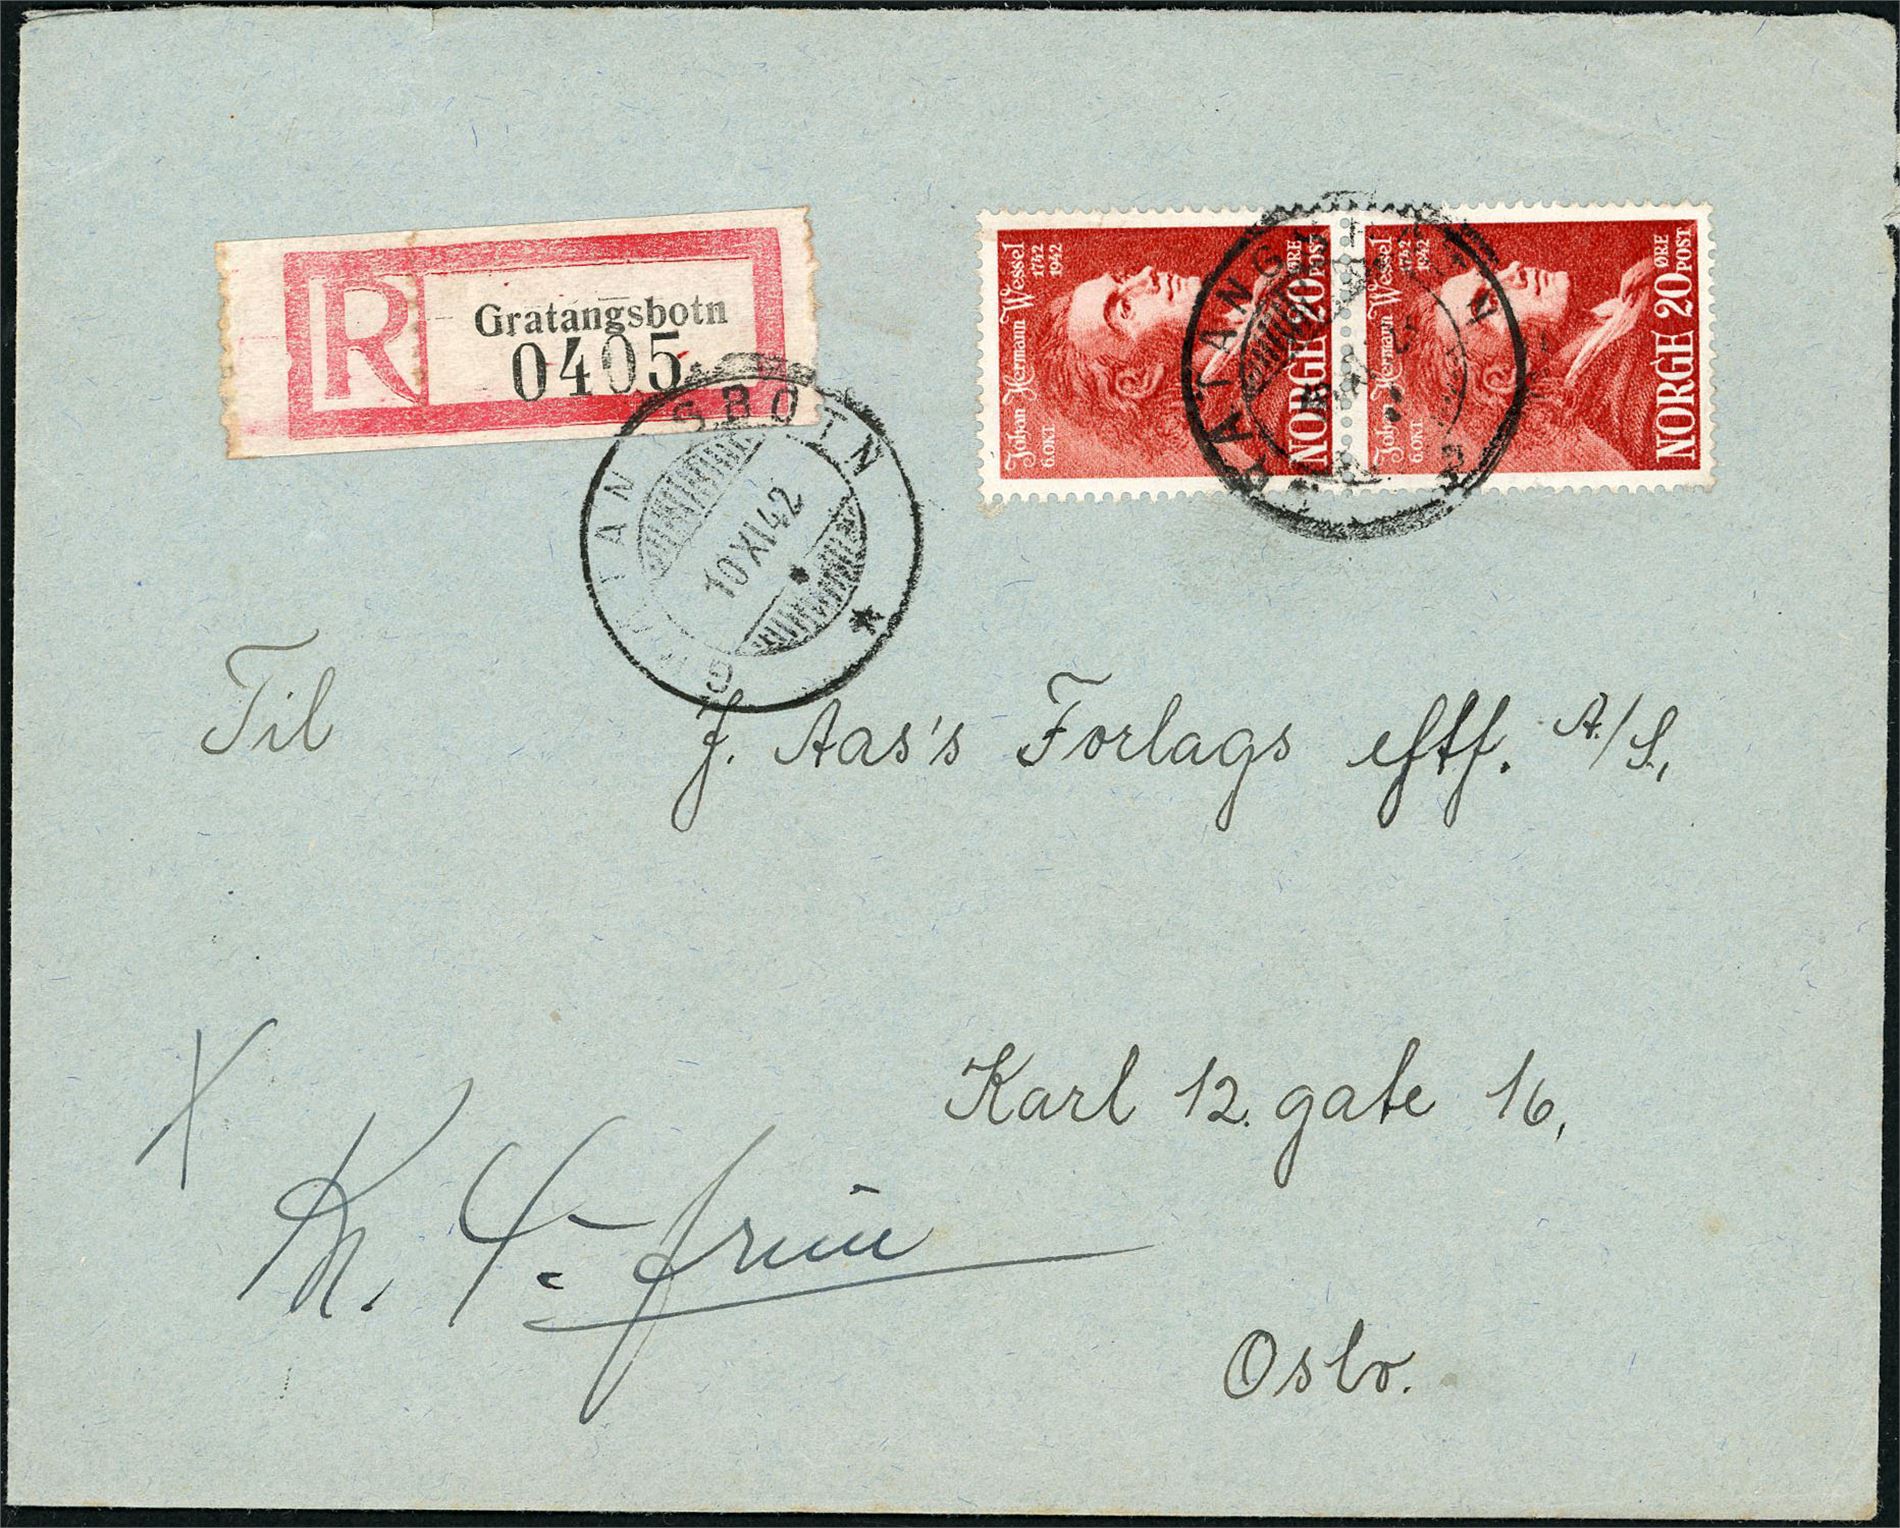 R
Gratangsbotn
0405
Johan Herman Wessel
6.OKT. 1742 1942
NORGE 20 ØRE POST
Johan Herman Wessel
6.OKT. 1742 1942
NORGE 20 ØRE POST
GRATANGSBOTN
10 XI 42
Til J. Aas's Forlags eftf. A/S,
Karl 12. gate 16,
Oslo.
X